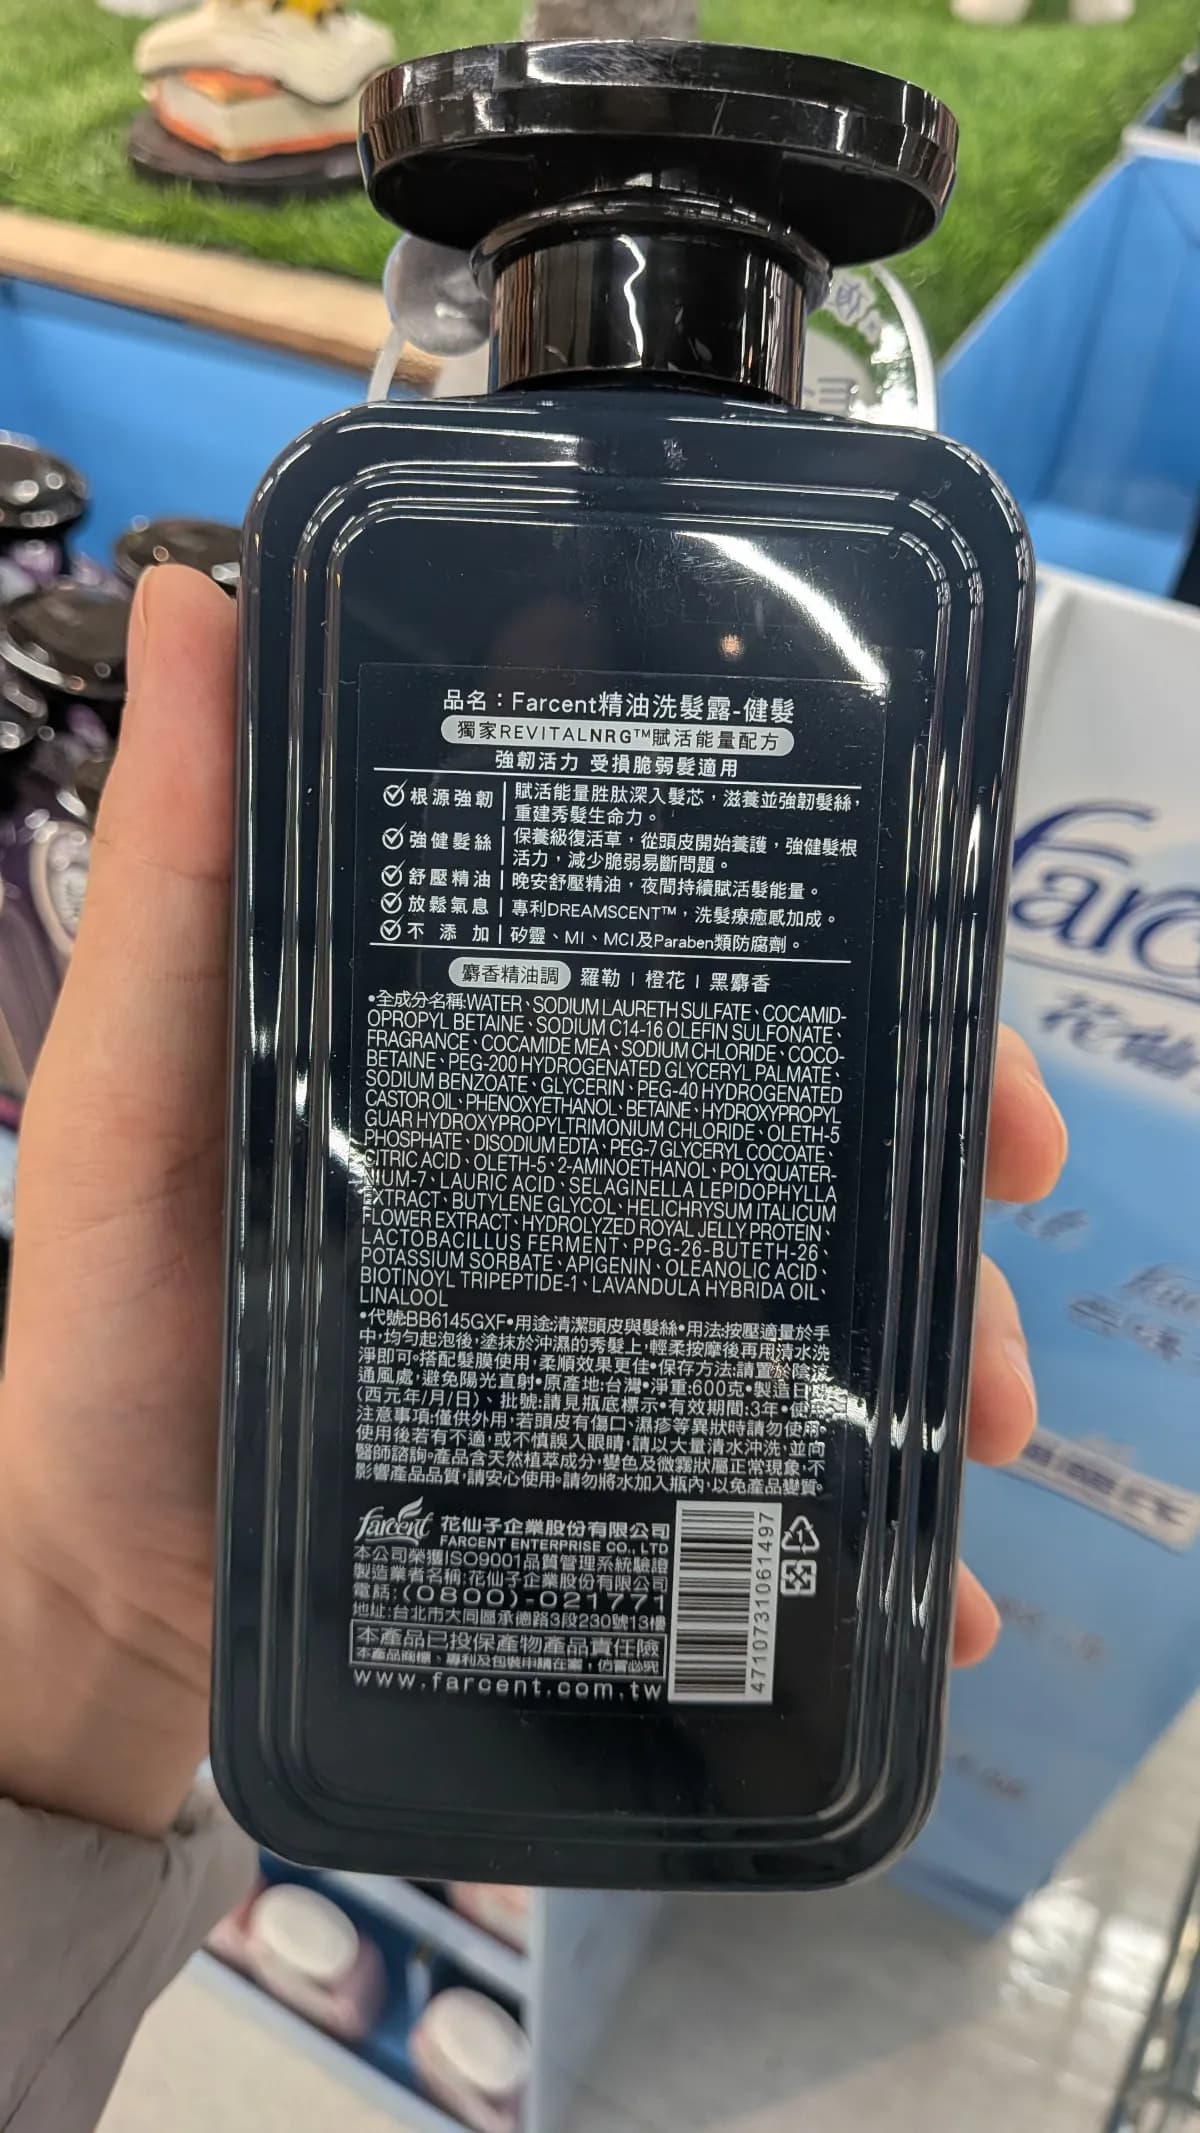 品名：Farcent精油洗髮露-健髮
獨家REVITALNRG™賦活能量配方
強韌活力 受損脆弱髮適用
根源強韌 | 賦活能量胜肽深入髮芯，滋養並強韌髮絲，
重建秀髮生命力。
強健髮絲 | 保養級復活草，從頭皮開始養護，強健髮根
活力，減少脆弱易斷問題。
舒壓精油 | 晚安舒壓精油，夜間持續賦活髮能量。
放鬆氣息 | 專利DREAMSCENT™，洗髮療癒感加成。
不添加 | 矽靈、MI、MCI及Paraben類防腐劑。
麝香精油調 羅勒 | 橙花 | 黑麝香
•全成分名稱:WATER、SODIUM LAURETH SULFATE、COCAMID-
OPROPYL BETAINE、SODIUM C14-16 OLEFIN SULFONATE、
FRAGRANCE、COCAMIDE MEA、SODIUM CHLORIDE、COCO-
BETAINE、PEG-200 HYDROGENATED GLYCERYL PALMATE、
SODIUM BENZOATE、GLYCERIN、PEG-40 HYDROGENATED
CASTOR OIL、PHENOXYETHANOL、BETAINE、HYDROXYPROPYL
GUAR HYDROXYPROPYLTRIMONIUM CHLORIDE、OLETH-5
PHOSPHATE、DISODIUM EDTA、PEG-7 GLYCERYL COCOATE、
CITRIC ACID、OLETH-5、2-AMINOETHANOL、POLYQUATER-
NIUM-7、LAURIC ACID、SELAGINELLA LEPIDOPHYLLA
EXTRACT、BUTYLENE GLYCOL、HELICHRYSUM ITALICUM
FLOWER EXTRACT、HYDROLYZED ROYAL JELLY PROTEIN、
LACTOBACILLUS FERMENT、PPG-26-BUTETH-26、
POTASSIUM SORBATE、APIGENIN、OLEANOLIC ACID、
BIOTINOYL TRIPEPTIDE-1、LAVANDULA HYBRIDA OIL、
LINALOOL
•代號:BB6145GXF•用途:清潔頭皮與髮絲•用法:按壓適量於手
中,均勻起泡後,塗抹於沖濕的秀髮上,輕柔按摩後再用清水洗
淨即可。搭配髮膜使用,柔順效果更佳•保存方法:請置於陰涼
通風處,避免陽光直射•原產地:台灣•淨重:600克•製造日期
(西元年/月/日)、批號:請見瓶底標示•有效期間:3年•使用
注意事項:僅供外用,若頭皮有傷口、濕疹等異狀時請勿使用。
使用後若有不適,或不慎誤入眼睛,請以大量清水沖洗,並向
醫師諮詢。產品含天然植萃成分,變色及微霧狀屬正常現象,不
影響產品品質,請安心使用。請勿將水加入瓶內,以免產品變質。
farcent 花仙子企業股份有限公司
FARCENT ENTERPRISE CO., LTD
本公司榮獲ISO9001品質管理系統驗證
製造業者名稱:花仙子企業股份有限公司
電話:(0800)-021771
地址:台北市大同區承德路3段230號13樓
本產品已投保產物產品責任險
本產品商標、專利及包裝申請在案,仿冒必究
www.farcent.com.tw
4710731061497
1
farc
花仙